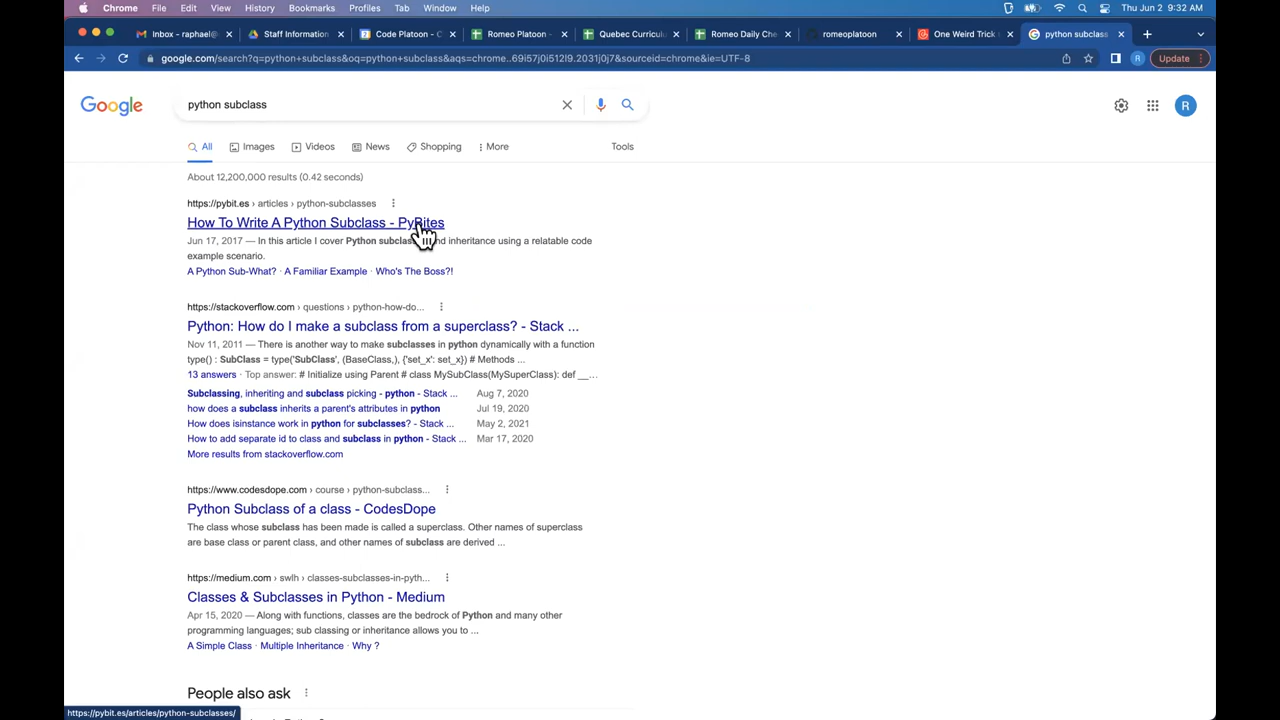 Chrome File Edit View History Bookmarks Profiles Tab Window Help Thu Jun 2 9:32 AM
Inbox - raphael@ Staff Information Code Platoon - C Romeo Platoon - Quebec Curricul Romeo Daily Che romeoplatoon One Weird Trick python subclass
google.com/search?q=python+subclass&oq=python+subclass&aqs=chrome..69i57j0i512l9.2031j0j7&sourceid=chrome&ie=UTF-8 R Update
Google python subclass R
All Images Videos News Shopping More Tools
About 12,200,000 results (0.42 seconds)
https://pybit.es › articles › python-subclasses
How To Write A Python Subclass - PyBites
Jun 17, 2017 — In this article I cover Python subclas nd inheritance using a relatable code
example scenario.
A Python Sub-What? · A Familiar Example · Who's The Boss?!
https://stackoverflow.com › questions › python-how-do...
Python: How do I make a subclass from a superclass? - Stack ...
Nov 11, 2011 — There is another way to make subclasses in python dynamically with a function
type() : SubClass = type('SubClass', (BaseClass,), {'set_x': set_x}) # Methods ...
13 answers · Top answer: # Initialize using Parent # class MySubClass(MySuperClass): def __...
Subclassing, inheriting and subclass picking - python - Stack ... Aug 7, 2020
how does a subclass inherits a parent's attributes in python Jul 19, 2020
How does isinstance work in python for subclasses? - Stack ... May 2, 2021
How to add separate id to class and subclass in python - Stack ... Mar 17, 2020
More results from stackoverflow.com
https://www.codesdope.com › course › python-subclass...
Python Subclass of a class - CodesDope
The class whose subclass has been made is called a superclass. Other names of superclass
are base class or parent class, and other names of subclass are derived ...
https://medium.com › swlh › classes-subclasses-in-pyth...
Classes & Subclasses in Python - Medium
Apr 15, 2020 — Along with functions, classes are the bedrock of Python and many other
programming languages; sub classing or inheritance allows you to ...
A Simple Class · Multiple Inheritance · Why ?
People also ask
https://pybit.es/articles/python-subclasses/